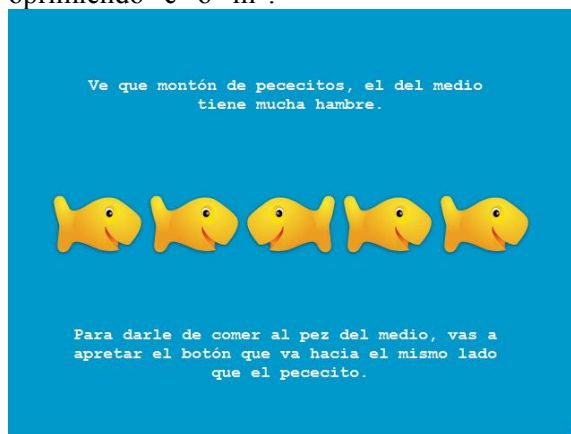 Ve que montón de pececitos, el del medio
tiene mucha hambre.
Para darle de comer al pez del medio, vas a
apretar el botón que va hacia el mismo lado
que el pececito.